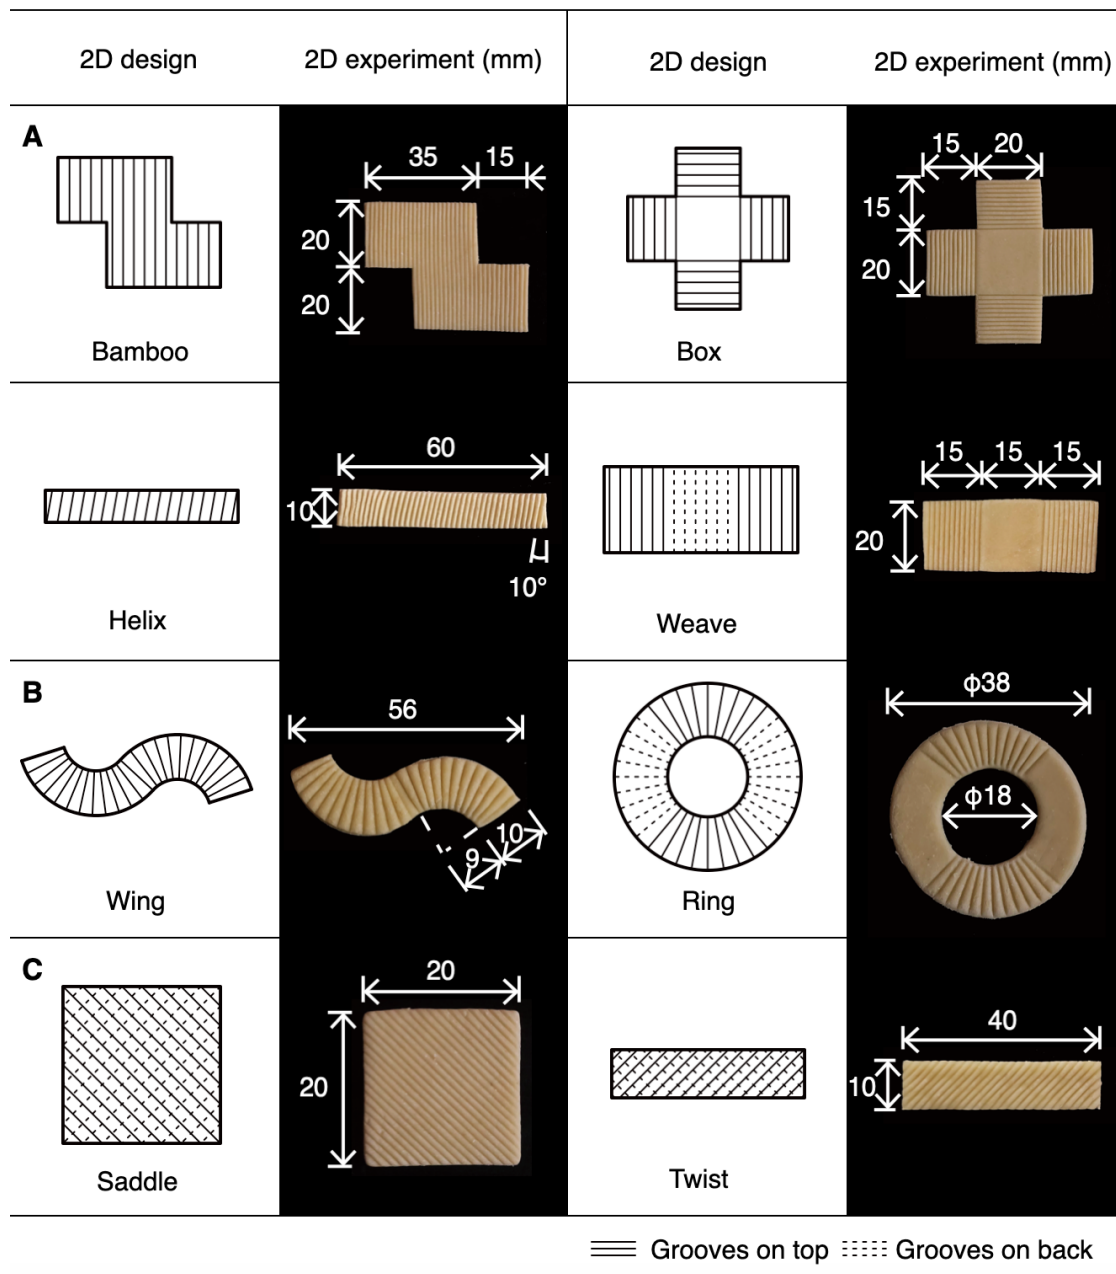 2D design 2D experiment (mm) 2D design 2D experiment (mm)
A
35 15
20
20
Bamboo
15 20
15
20
Box
60
10
10°
Helix
15 15 15
20
Weave
B
56
10
9
Wing
ϕ38
ϕ18
Ring
C
20
20
Saddle
40
10
Twist
Grooves on top Grooves on back